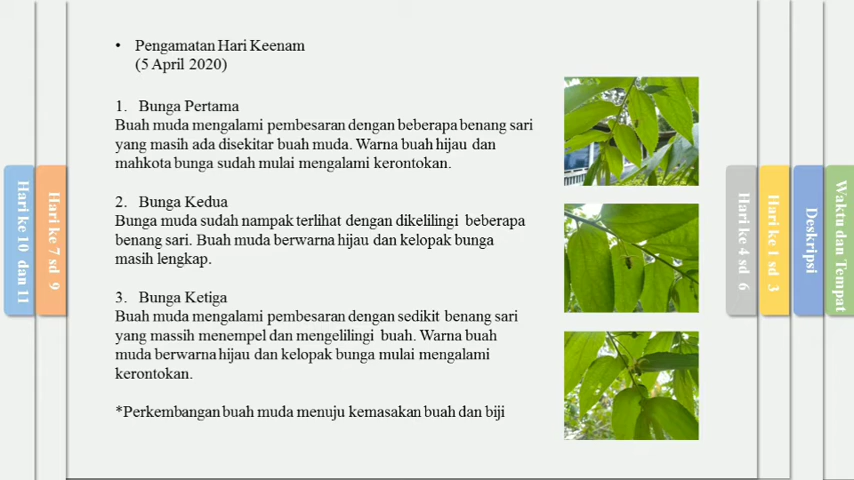 • Pengamatan Hari Keenam
(5 April 2020)
1. Bunga Pertama
Buah muda mengalami pembesaran dengan beberapa benang sari
yang masih ada disekitar buah muda. Warna buah hijau dan
mahkota bunga sudah mulai mengalami kerontokan.
2. Bunga Kedua
Bunga muda sudah nampak terlihat dengan dikelilingi beberapa
benang sari. Buah muda berwarna hijau dan kelopak bunga
masih lengkap.
3. Bunga Ketiga
Buah muda mengalami pembesaran dengan sedikit benang sari
yang massih menempel dan mengelilingi buah. Warna buah
muda berwarna hijau dan kelopak bunga mulai mengalami
kerontokan.
*Perkembangan buah muda menuju kemasakan buah dan biji
Hari ke 10 dan 11
Hari ke 7 sd 9
Hari ke 4 sd 6
Hari ke 1 sd 3
Deskripsi
Waktu dan Tempat